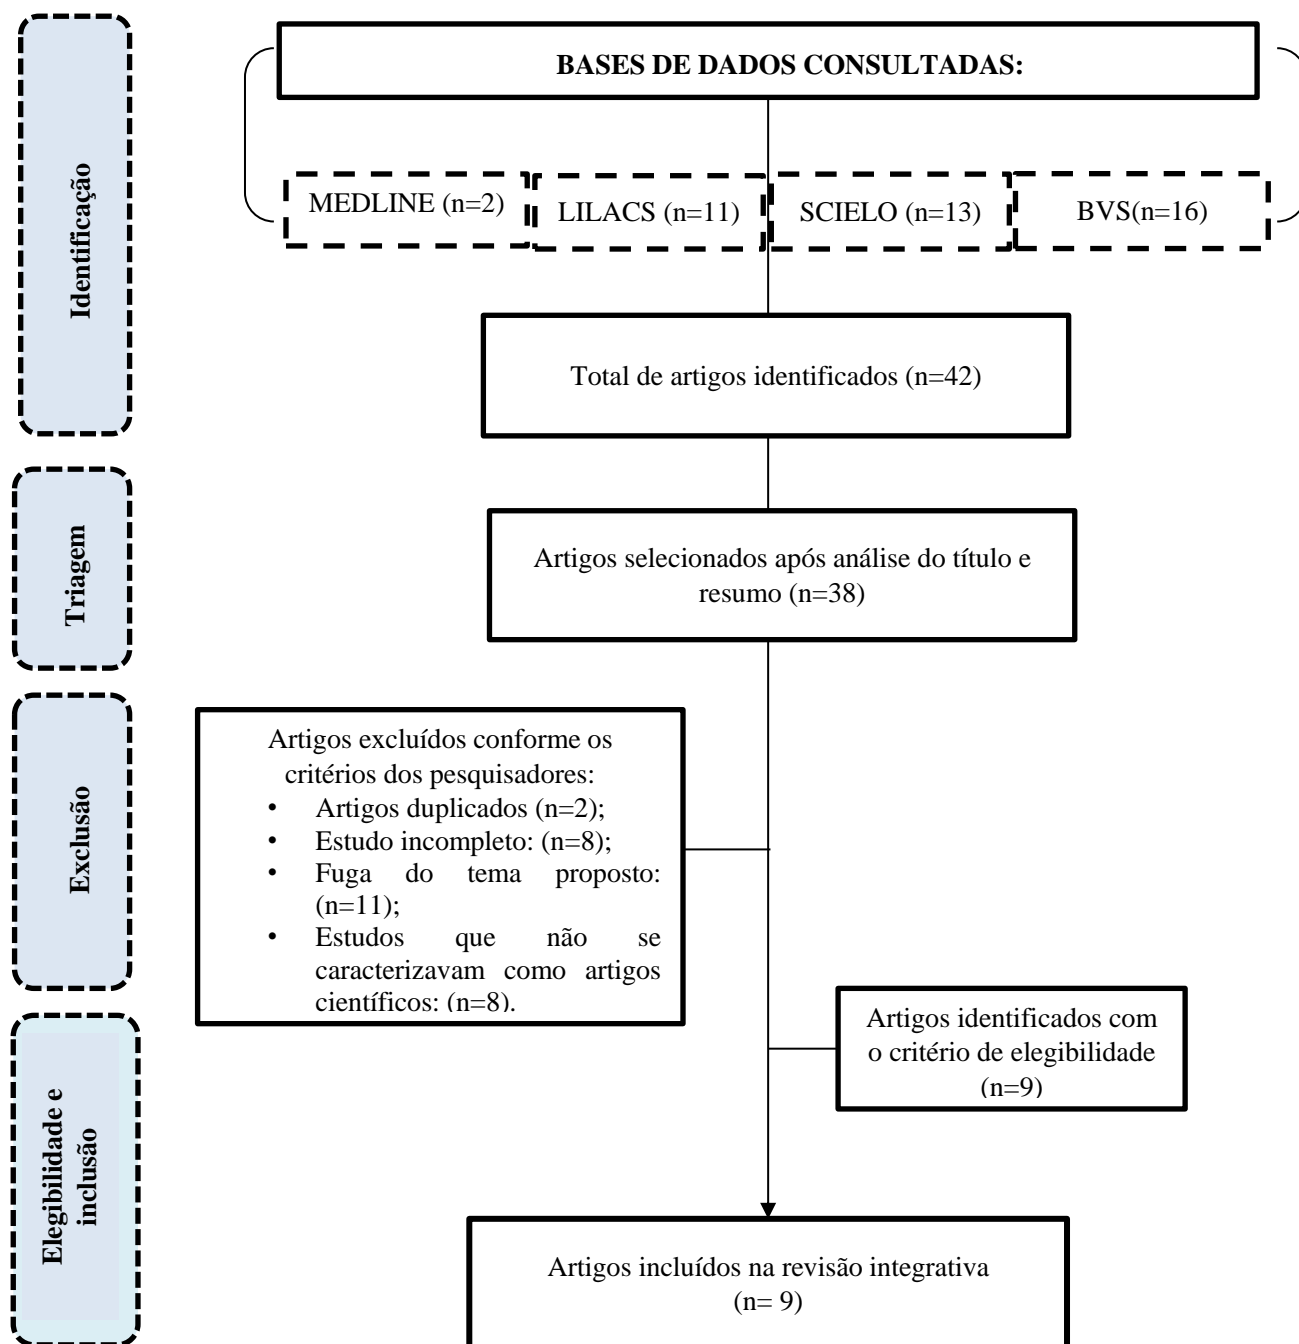 BASES DE DADOS CONSULTADAS:
MEDLINE (n=2)
LILACS (n=11)
SCIELO (n=13)
BVS(n=16)
Identificação
Total de artigos identificados (n=42)
Triagem
Artigos selecionados após análise do título e
resumo (n=38)
Exclusão
Artigos excluídos conforme os
critérios dos pesquisadores:
• Artigos duplicados (n=2);
• Estudo incompleto: (n=8);
• Fuga do tema proposto:
(n=11);
• Estudos que não se
caracterizavam como artigos
científicos: (n=8).
Artigos identificados com
o critério de elegibilidade
(n=9)
Elegibilidade e
inclusão
Artigos incluídos na revisão integrativa
(n= 9)